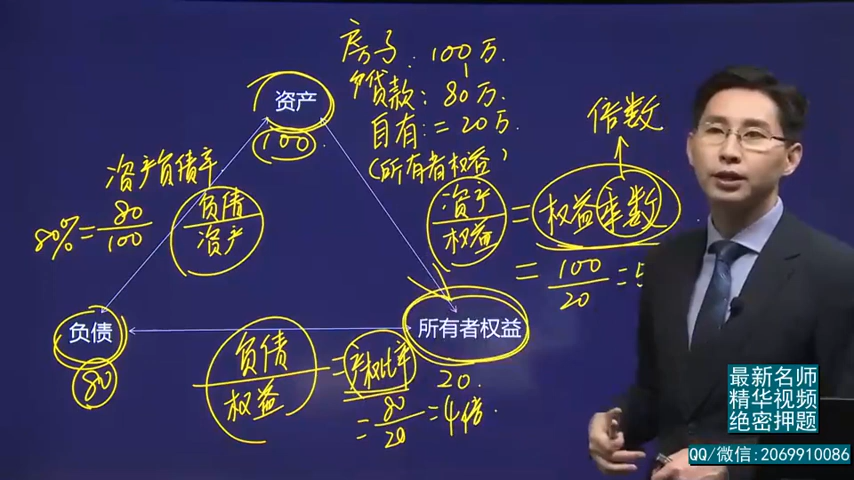 房子:100万
贷款:80万.
自有:=20万.
(所有者权益)
倍数
资产
100
资产负债率
80%=80/100
负债/资产
资产/权益=权益乘数
=100/20=5
负债
80
所有者权益
20.
负债/权益=产权比率
=80/20=4倍.
最新名师
精华视频
绝密押题
QQ/微信:2069910086